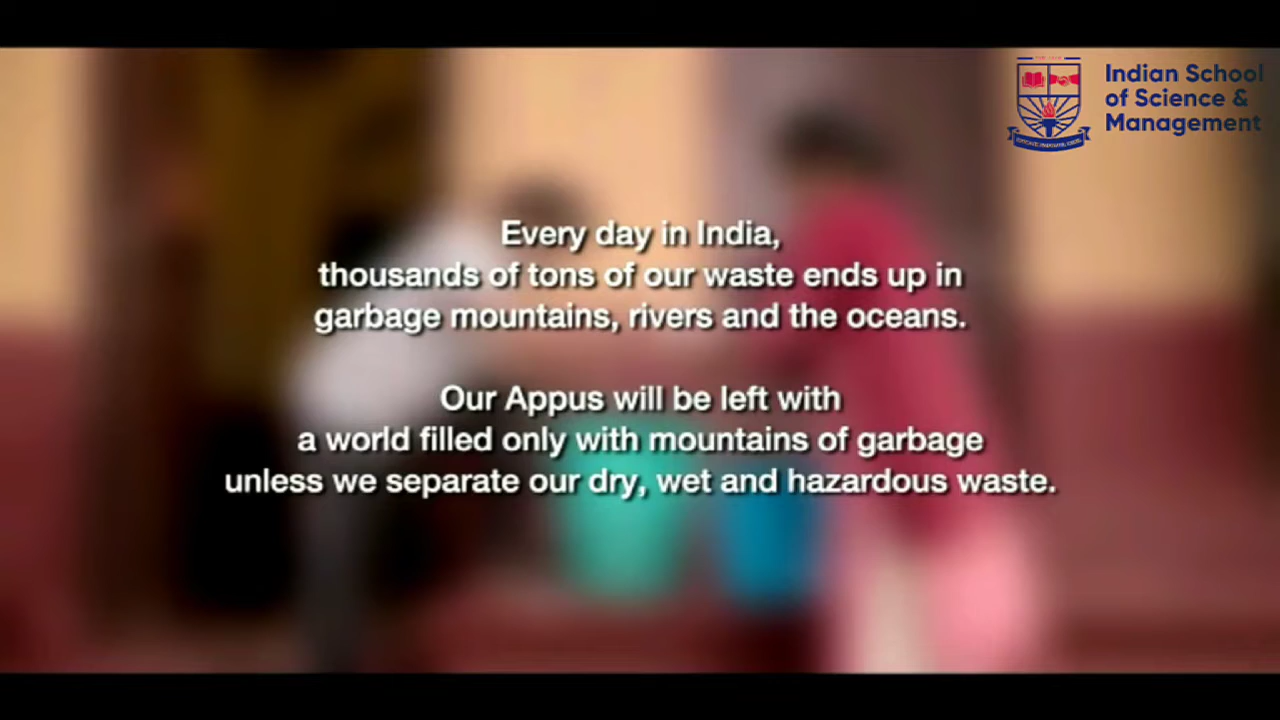 Indian School
of Science &
Management
Every day in India,
thousands of tons of our waste ends up in
garbage mountains, rivers and the oceans.
Our Appus will be left with
a world filled only with mountains of garbage
unless we separate our dry, wet and hazardous waste.